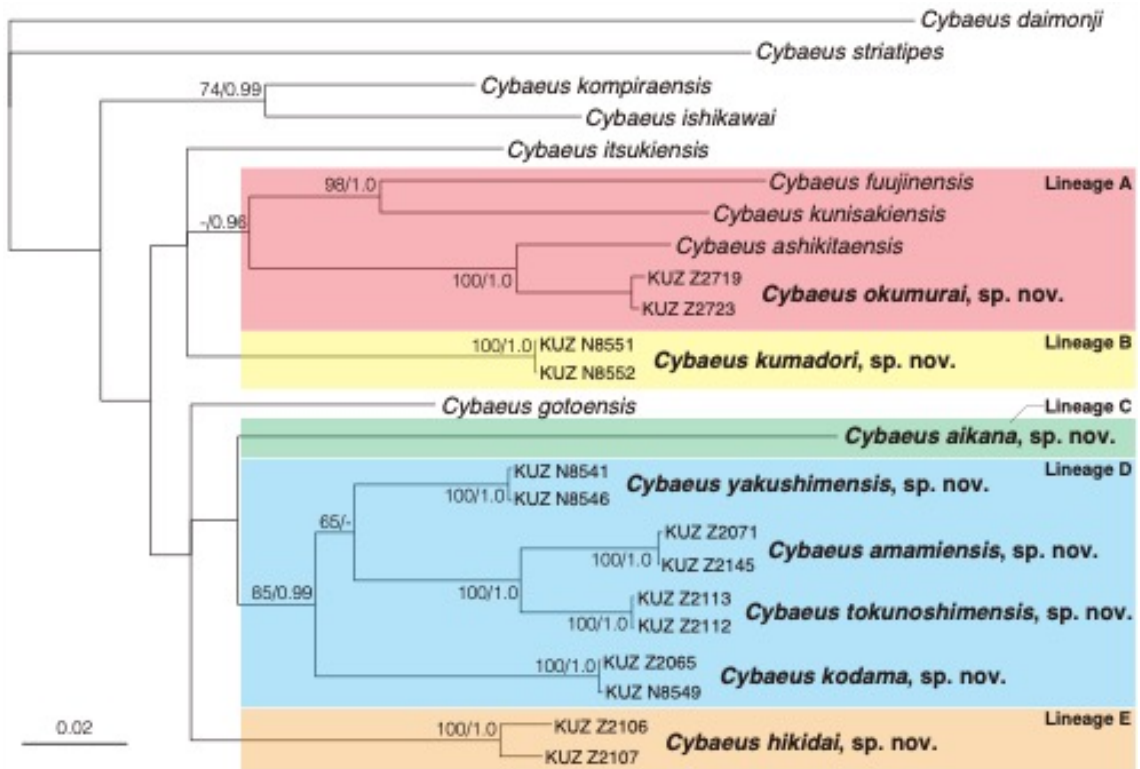 Cybaeus daimonji
Cybaeus striatipes
74/0.99
Cybaeus kompiraensis
Cybaeus ishikawai
Cybaeus itsukiensis
98/1.0
Cybaeus fuujinensis
Lineage A
Cybaeus kunisakiensis
-/0.96
Cybaeus ashikitaensis
100/1.0
KUZ Z2719
Cybaeus okumurai, sp. nov.
KUZ Z2723
100/1.0
KUZ N8551
Lineage B
Cybaeus kumadori, sp. nov.
KUZ N8552
Cybaeus gotoensis
Lineage C
Cybaeus aikana, sp. nov.
KUZ N8541
Lineage D
Cybaeus yakushimensis, sp. nov.
100/1.0
KUZ N8546
65/-
KUZ Z2071
Cybaeus amamiensis, sp. nov.
100/1.0
KUZ Z2145
85/0.99
100/1.0
KUZ Z2113
Cybaeus tokunoshimensis, sp. nov.
100/1.0
KUZ Z2112
100/1.0
KUZ Z2065
Cybaeus kodama, sp. nov.
KUZ N8549
0.02
Lineage E
100/1.0
KUZ Z2106
Cybaeus hikidai, sp. nov.
KUZ Z2107